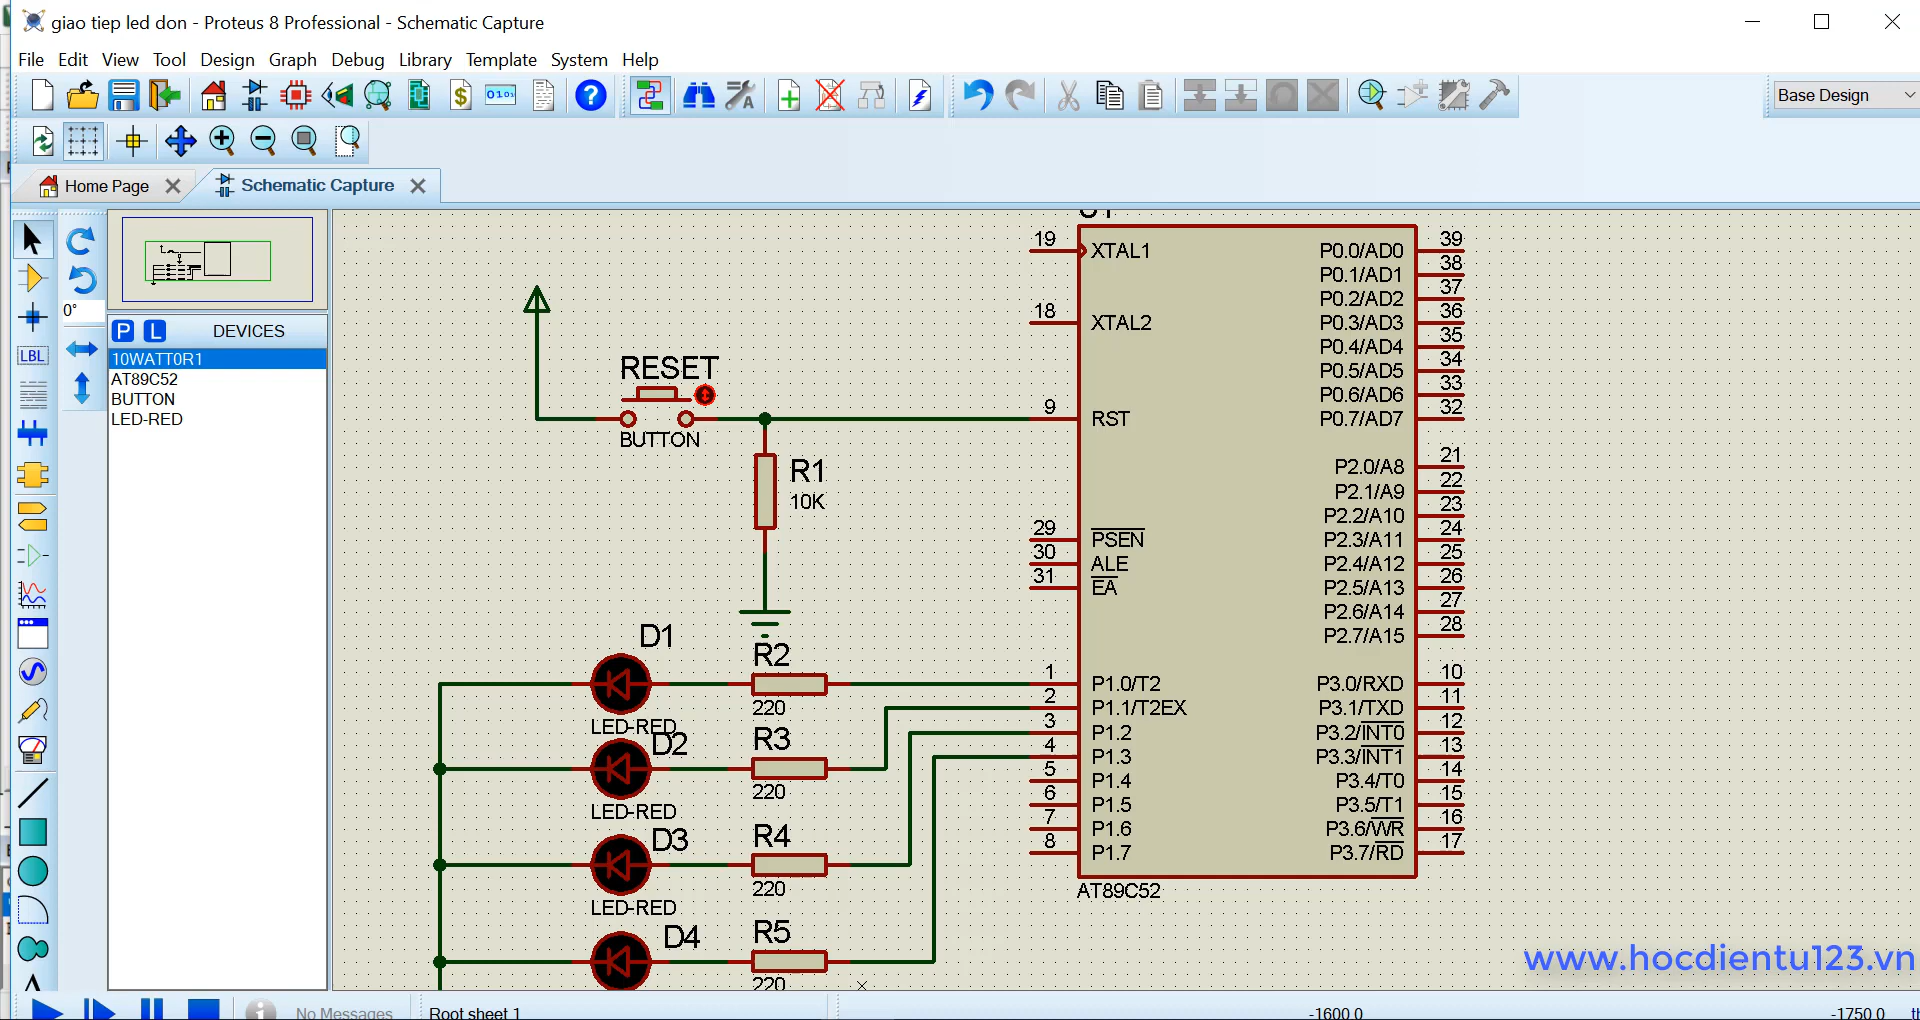 giao tiep led don - Proteus 8 Professional - Schematic Capture
File Edit View Tool Design Graph Debug Library Template System Help
Base Design
Home Page
Schematic Capture
0°
LBL
P L DEVICES
10WATT0R1
AT89C52
BUTTON
LED-RED
RESET
BUTTON
R1
10K
D1
LED-RED
D2
LED-RED
D3
LED-RED
D4
R2
220
R3
220
R4
220
R5
220
19 XTAL1
18 XTAL2
9 RST
29 PSEN
30 ALE
31 EA
1 P1.0/T2
2 P1.1/T2EX
3 P1.2
4 P1.3
5 P1.4
6 P1.5
7 P1.6
8 P1.7
P0.0/AD0 39
P0.1/AD1 38
P0.2/AD2 37
P0.3/AD3 36
P0.4/AD4 35
P0.5/AD5 34
P0.6/AD6 33
P0.7/AD7 32
P2.0/A8 21
P2.1/A9 22
P2.2/A10 23
P2.3/A11 24
P2.4/A12 25
P2.5/A13 26
P2.6/A14 27
P2.7/A15 28
P3.0/RXD 10
P3.1/TXD 11
P3.2/INT0 12
P3.3/INT1 13
P3.4/T0 14
P3.5/T1 15
P3.6/WR 16
P3.7/RD 17
AT89C52
www.hocdientu123.vn
No Messages
Root sheet 1
-1600.0
-1750.0